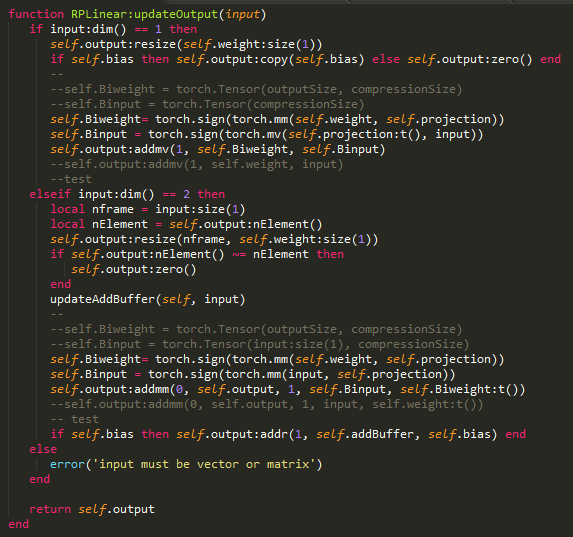 function RPLinear:updateOutput(input)
   if input:dim() == 1 then
      self.output:resize(self.weight:size(1))
      if self.bias then self.output:copy(self.bias) else self.output:zero() end
      --
      --self.Biweight = torch.Tensor(outputSize, compressionSize)
      --self.Binput = torch.Tensor(compressionSize)
      self.Biweight= torch.sign(torch.mm(self.weight, self.projection))
      self.Binput = torch.sign(torch.mv(self.projection:t(), input))
      self.output:addmv(1, self.Biweight, self.Binput)
      --self.output:addmv(1, self.weight, input)
      --test
   elseif input:dim() == 2 then
      local nframe = input:size(1)
      local nElement = self.output:nElement()
      self.output:resize(nframe, self.weight:size(1))
      if self.output:nElement() ~= nElement then
         self.output:zero()
      end
      updateAddBuffer(self, input)
      --
      --self.Biweight = torch.Tensor(outputSize, compressionSize)
      --self.Binput = torch.Tensor(input:size(1), compressionSize)
      self.Biweight= torch.sign(torch.mm(self.weight, self.projection))
      self.Binput = torch.sign(torch.mm(input, self.projection))
      self.output:addmm(0, self.output, 1, self.Binput, self.Biweight:t())
      --self.output:addmm(0, self.output, 1, input, self.weight:t())
      -- test
      if self.bias then self.output:addr(1, self.addBuffer, self.bias) end
   else
      error('input must be vector or matrix')
   end

   return self.output
end